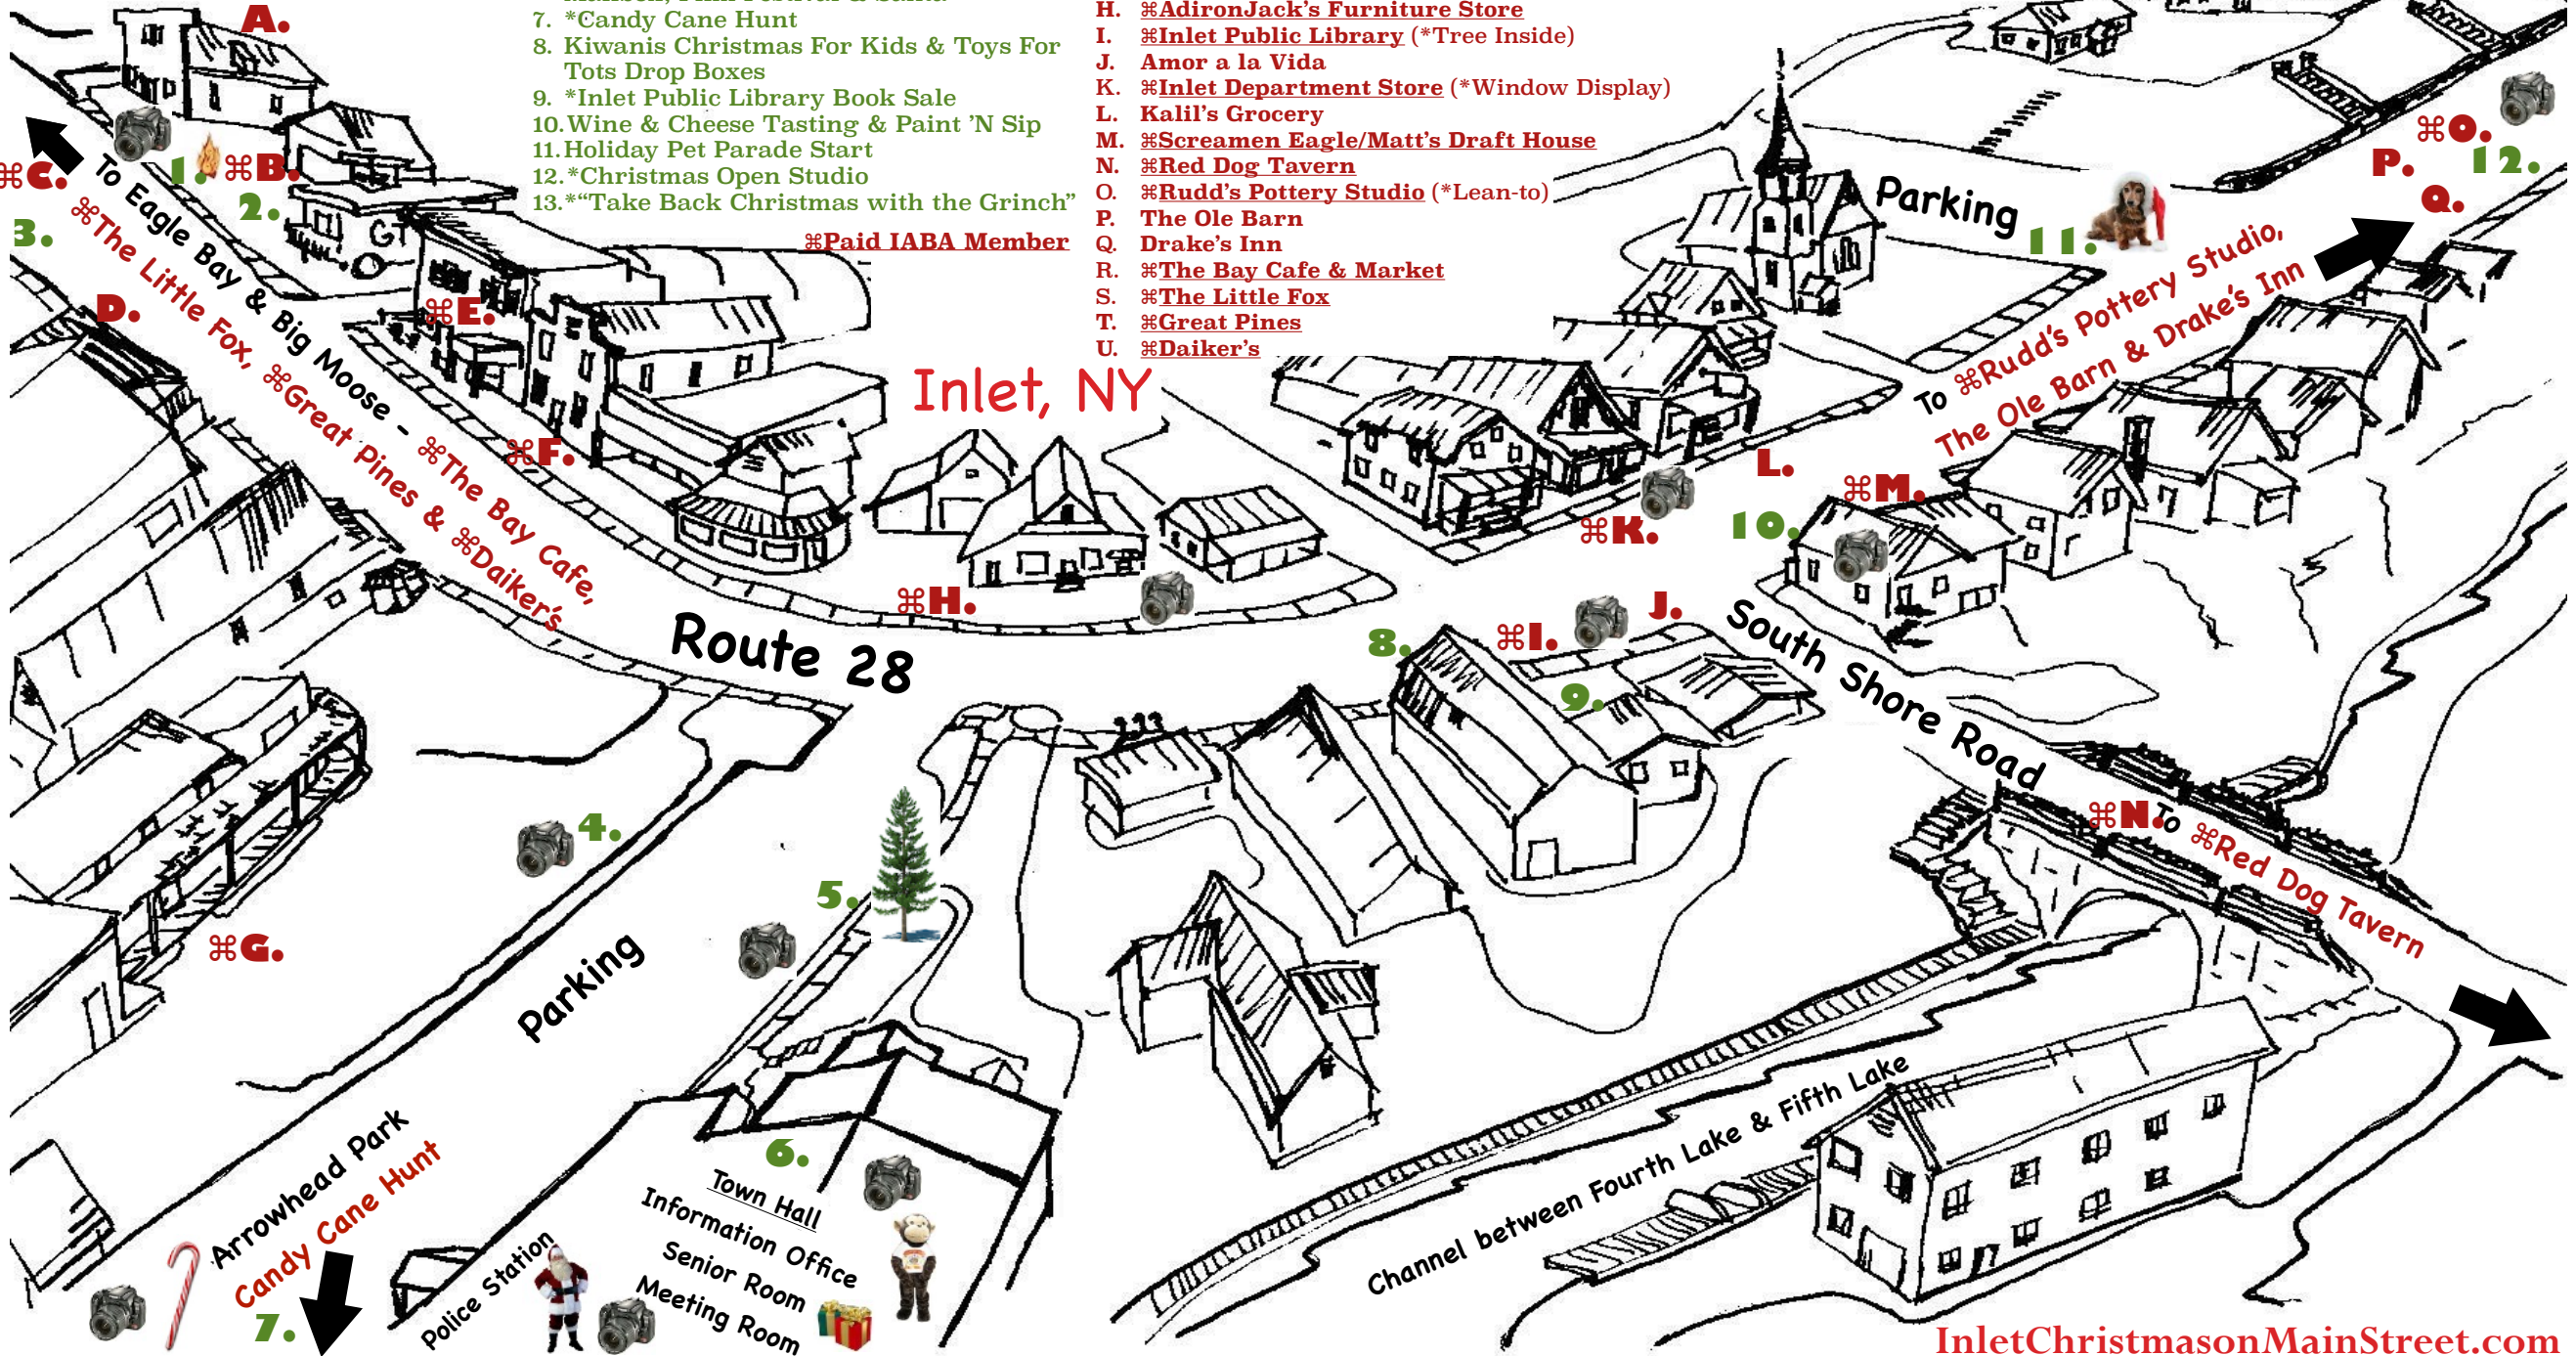 7. *Candy Cane Hunt
8. Kiwanis Christmas For Kids & Toys For
Tots Drop Boxes
9. *Inlet Public Library Book Sale
10. Wine & Cheese Tasting & Paint ’N Sip
11. Holiday Pet Parade Start
12. *Christmas Open Studio
13. *“Take Back Christmas with the Grinch”
⌘Paid IABA Member
H. ⌘AdironJack’s Furniture Store
I. ⌘Inlet Public Library (*Tree Inside)
J. Amor a la Vida
K. ⌘Inlet Department Store (*Window Display)
L. Kalil’s Grocery
M. ⌘Screamen Eagle/Matt’s Draft House
N. ⌘Red Dog Tavern
O. ⌘Rudd’s Pottery Studio (*Lean-to)
P. The Ole Barn
Q. Drake’s Inn
R. ⌘The Bay Cafe & Market
S. ⌘The Little Fox
T. ⌘Great Pines
U. ⌘Daiker’s
Inlet, NY
A.
1. ⌘B.
⌘C.
2.
3.
D.
GT
⌘E.
⌘F.
To Eagle Bay & Big Moose - ⌘The Bay Cafe,
⌘The Little Fox, ⌘Great Pines & ⌘Daiker’s
Route 28
⌘H.
⌘G.
4.
5.
Parking
6.
Town Hall
Information Office
Senior Room
Meeting Room
Police Station
Arrowhead Park
Candy Cane Hunt
7.
8.
⌘I.
J.
9.
⌘K.
L.
⌘M.
10.
Parking
11.
⌘O.
P.
12.
Q.
To ⌘Rudd’s Pottery Studio,
The Ole Barn & Drake’s Inn
South Shore Road
⌘N.
To ⌘Red Dog Tavern
Channel between Fourth Lake & Fifth Lake
InletChristmasonMainStreet.com